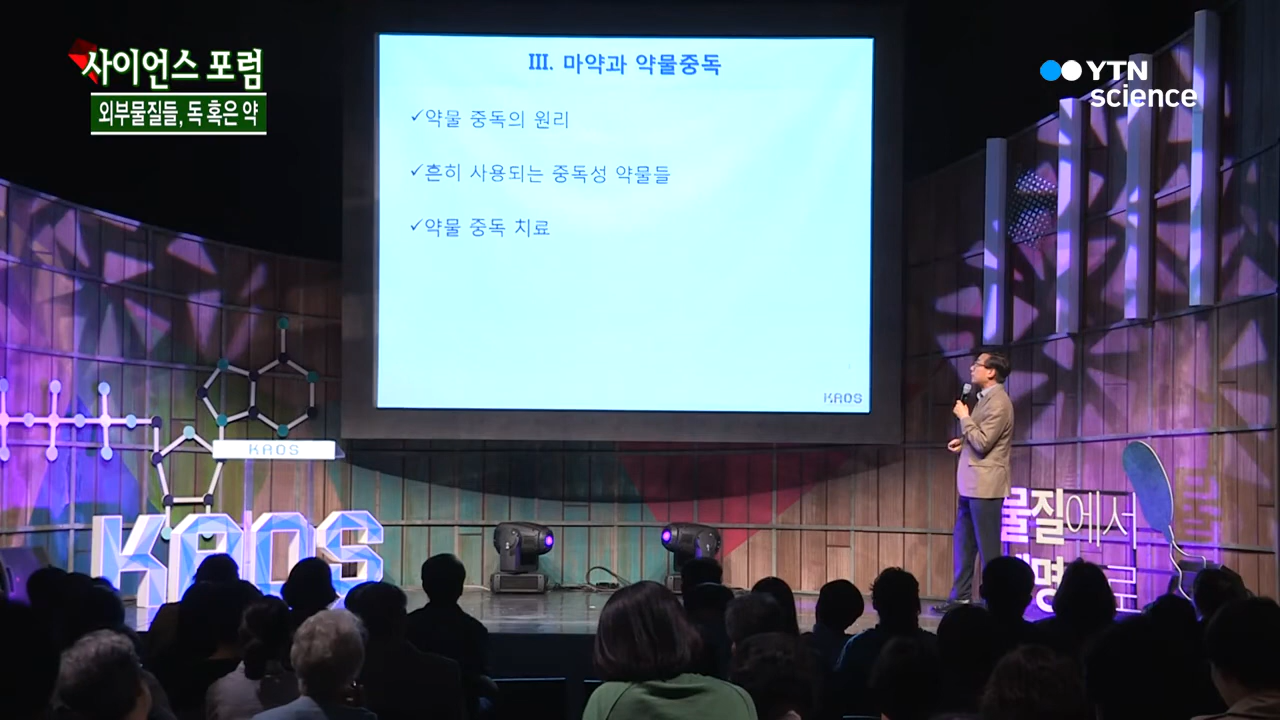 사이언스 포럼
외부물질들, 독 혹은 약
YTN
science
III. 마약과 약물중독
✓약물 중독의 원리
✓흔히 사용되는 중독성 약물들
✓약물 중독 치료
KAOS
KAOS
KAOS
물질에서